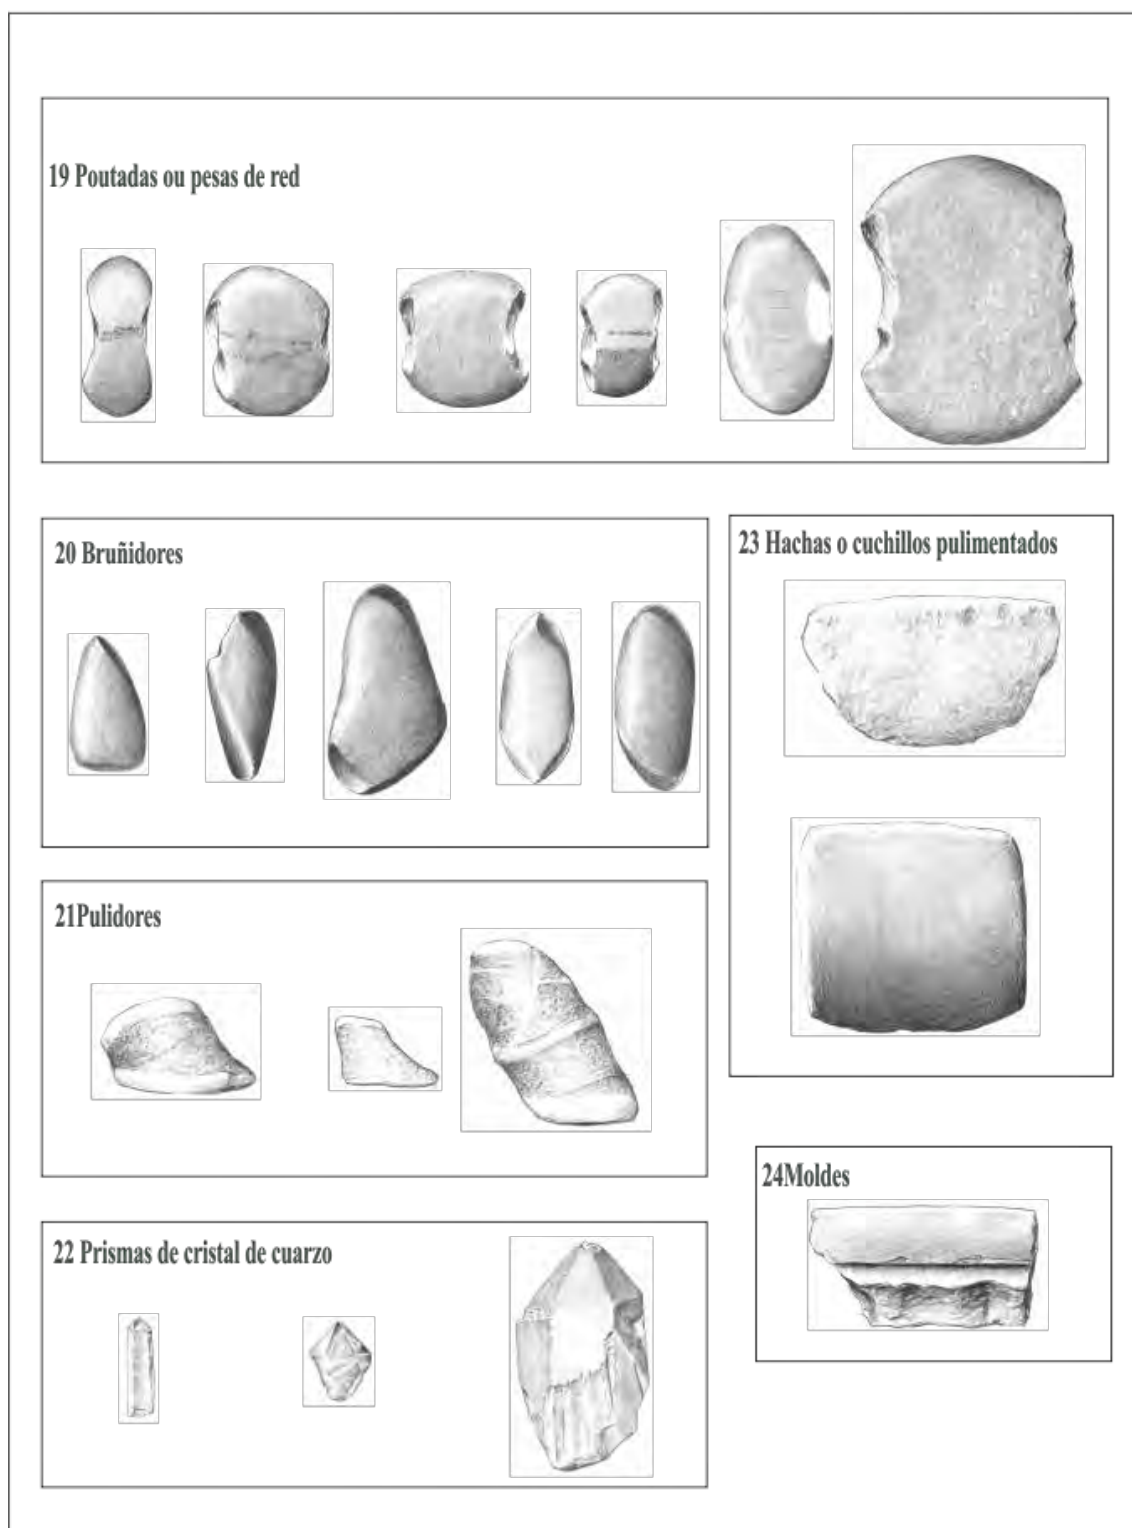 19 Poutadas ou pesas de red
20 Bruñidores
23 Hachas o cuchillos pulimentados
21Pulidores
22 Prismas de cristal de cuarzo
24Moldes